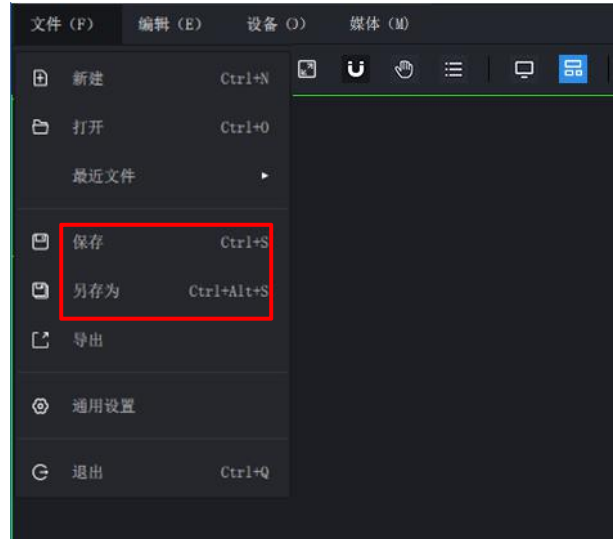 文件（F） 编辑（E） 设备（O） 媒体（M）
新建 Ctrl+N
打开 Ctrl+O
最近文件
保存 Ctrl+S
另存为 Ctrl+Alt+S
导出
通用设置
退出 Ctrl+Q